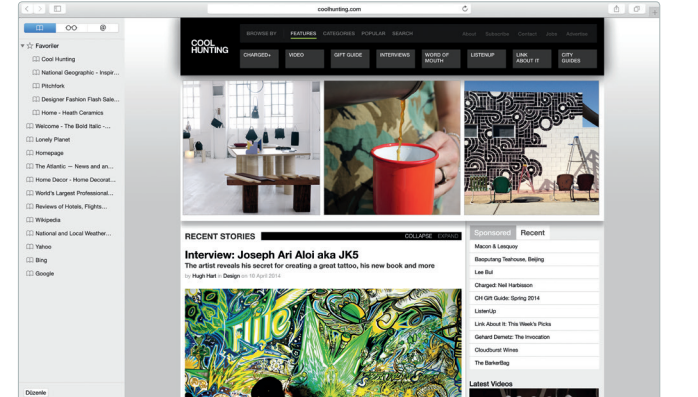 coolhunting.com
@
Favoriler
Cool Hunting
National Geographic - Inspir...
Pitchfork
Designer Fashion Flash Sale...
Home - Heath Ceramics
Welcome - The Bold Italic -...
Lonely Planet
Homepage
The Atlantic — News and an...
Home Decor - Home Decorat...
World's Largest Professional...
Reviews of Hotels, Flights...
Wikipedia
National and Local Weather...
Yahoo
Bing
Google
Düzenle
COOL
HUNTING
BROWSE BY FEATURES CATEGORIES POPULAR SEARCH
About Subscribe Contact Jobs Advertise
CHARGED+ VIDEO GIFT GUIDE INTERVIEWS WORD OF MOUTH LISTENUP LINK ABOUT IT CITY GUIDES
RECENT STORIES COLLAPSE EXPAND
Interview: Joseph Ari Aloi aka JK5
The artist reveals his secret for creating a great tattoo, his new book and more
by Hugh Hart in Design on 16 April 2014
Sponsored Recent
Macon & Lesquoy
Baoputang Teahouse, Beijing
Lee Bul
Charged: Neil Harbisson
CH Gift Guide: Spring 2014
ListenUp
Link About It: This Week's Picks
Gehard Demetz: The Invocation
Cloudburst Wines
The BarkerBag
Latest Videos